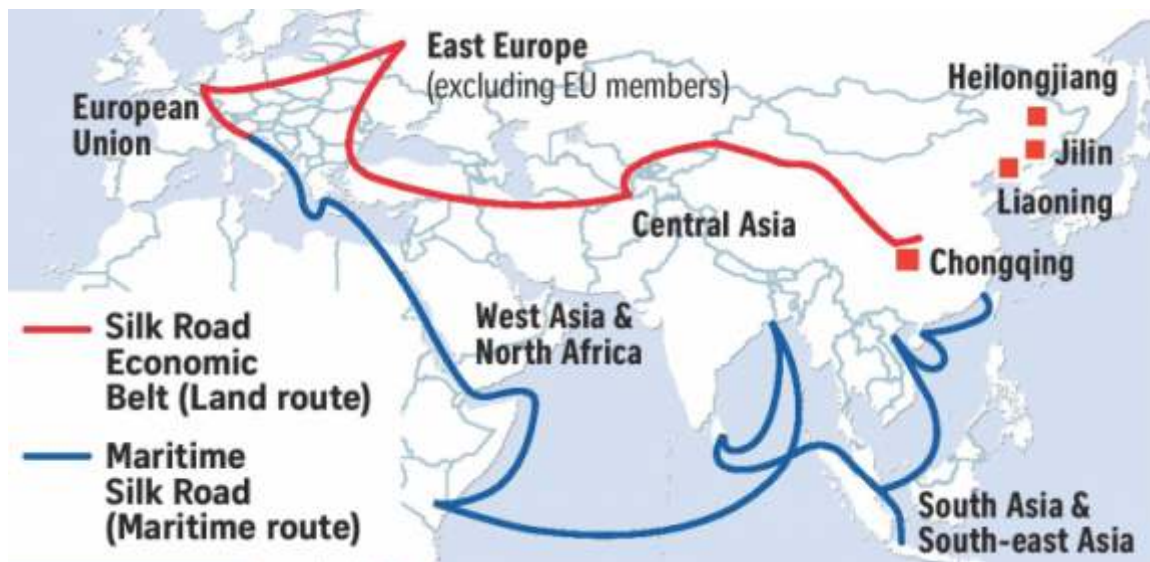 East Europe
(excluding EU members)
European
Union
Heilongjiang
Jilin
Liaoning
Central Asia
Chongqing
West Asia &
North Africa
Silk Road
Economic
Belt (Land route)
Maritime
Silk Road
(Maritime route)
South Asia &
South-east Asia